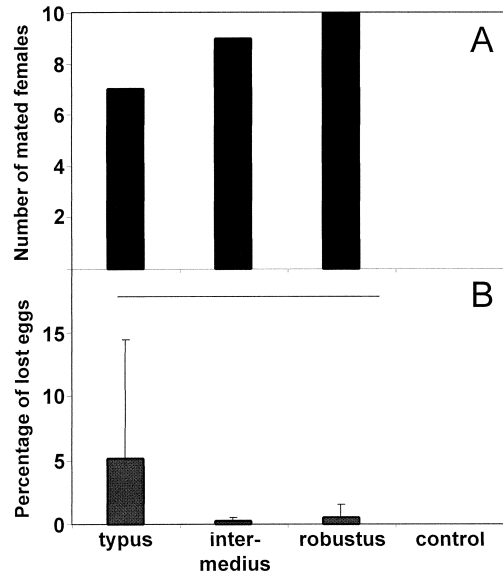 A
Number of mated females
10
8
6
4
2
B
Percentage of lost eggs
15
10
5
0
typus
inter-
medius
robustus
control